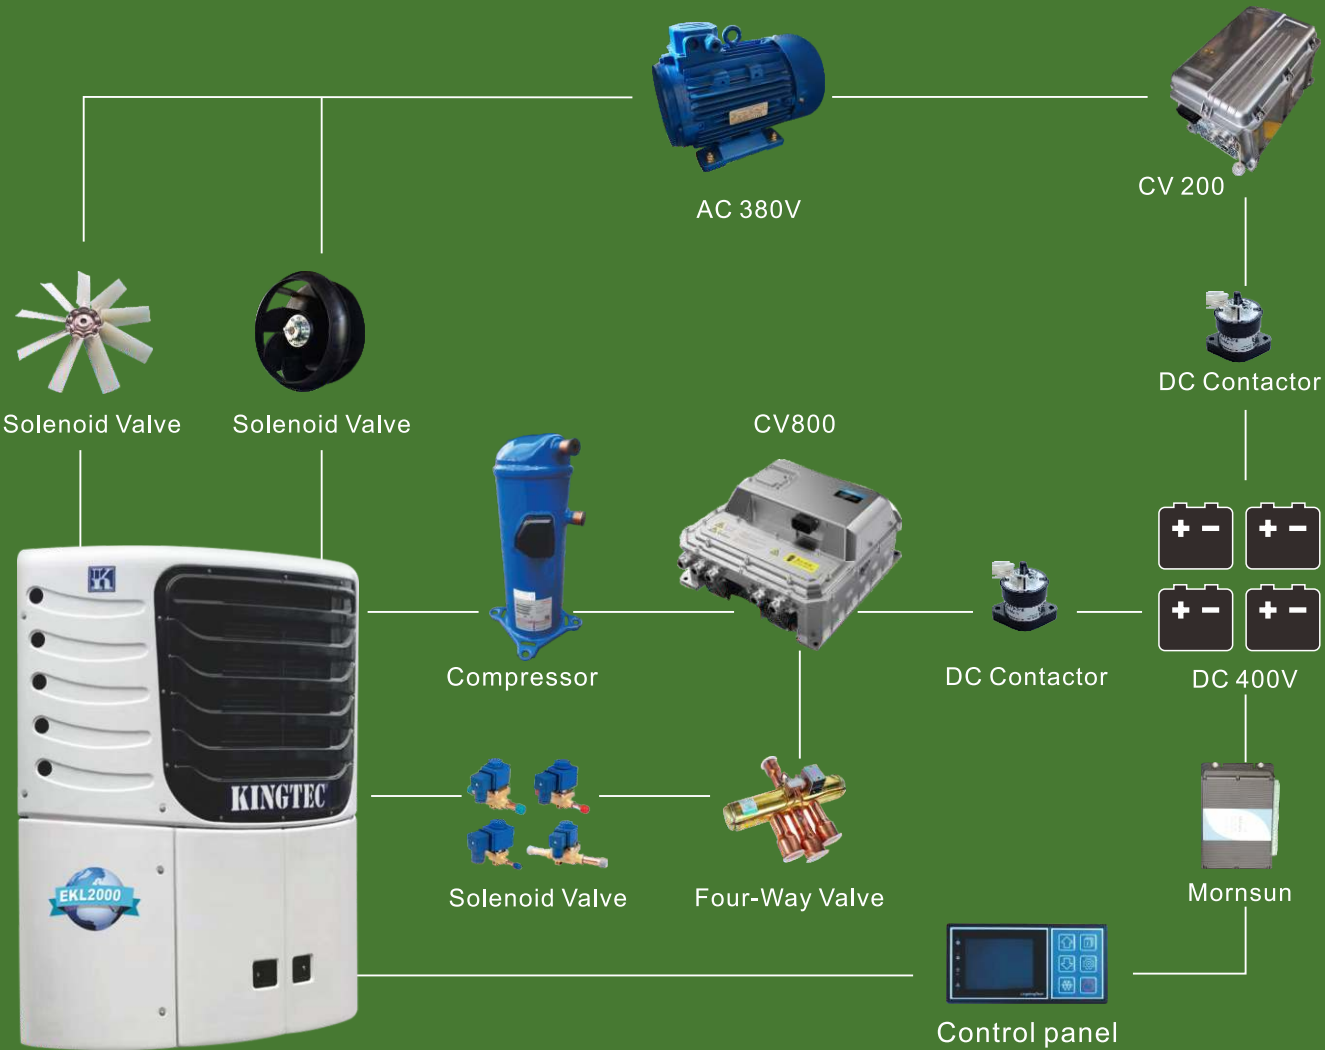 CV 200
AC 380V
DC Contactor
Solenoid Valve
Solenoid Valve
CV800
K
Compressor
DC Contactor
DC 400V
KINGTEC
EKL2000
Solenoid Valve
Four-Way Valve
Mornsun
Control panel